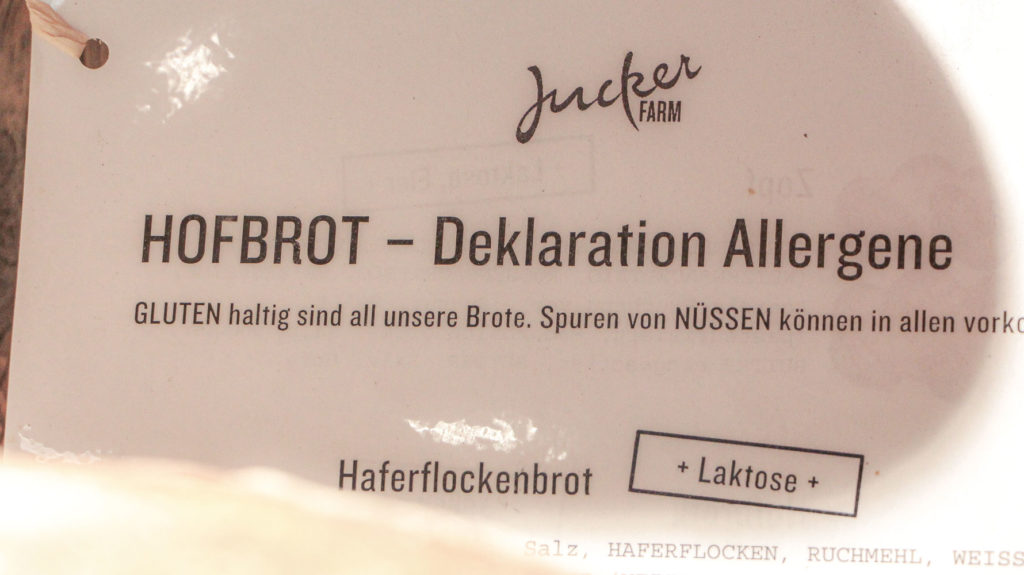 Jucker
FARM
HOFBROT – Deklaration Allergene
GLUTEN haltig sind all unsere Brote. Spuren von NÜSSEN können in allen vorko
Haferflockenbrot
+ Laktose +
Salz, HAFERFLOCKEN, RUCHMEHL, WEISS